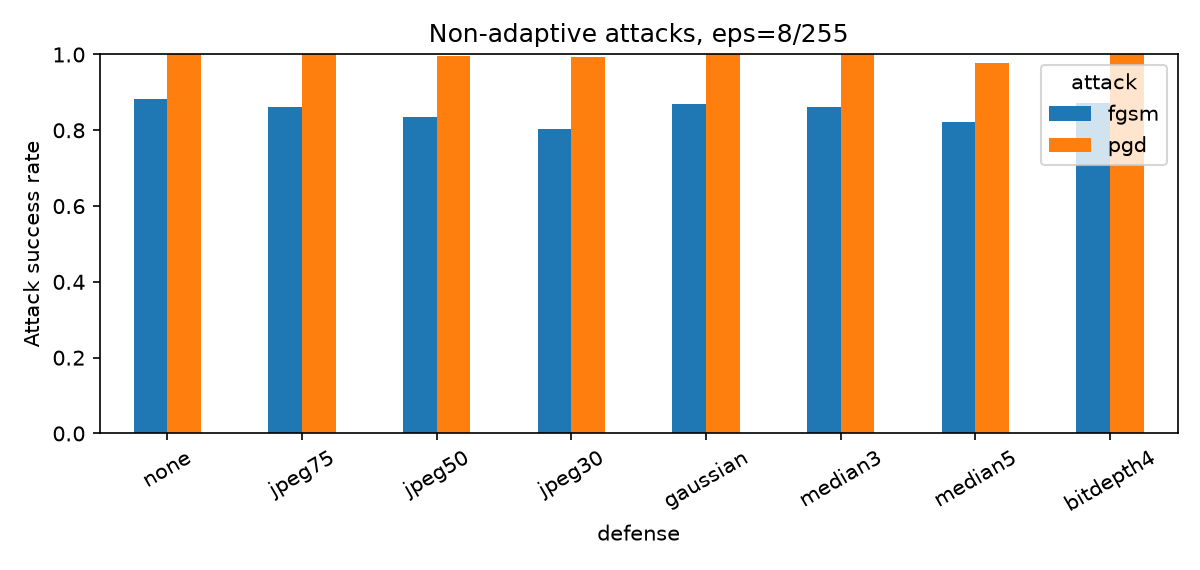 Non-adaptive attacks, eps=8/255
Attack success rate
1.0
0.8
0.6
0.4
0.2
0.0
attack
fgsm
pgd
none
jpeg75
jpeg50
jpeg30
gaussian
median3
median5
bitdepth4
defense